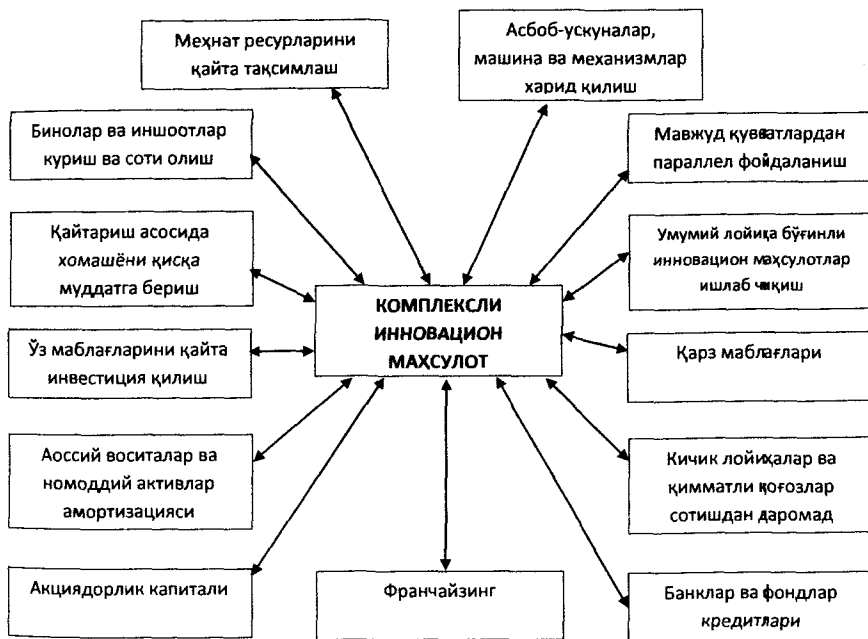 Меҳнат ресурларини
қайта тақсимлаш
Асбоб-ускуналар,
машина ва механизмлар
харид қилиш
Бинолар ва иншоотлар
куриш ва соти олиш
Мавжуд қувватлардан
параллел фойдаланиш
Қайтариш асосида
хомашёни қисқа
муддатга бериш
Умумий лойиҳа бўғинли
инновацион маҳсулотлар
ишлаб чиқиш
КОМПЛЕКСЛИ
ИННОВАЦИОН
МАҲСУЛОТ
Ўз маблағларини қайта
инвестиция қилиш
Қарз маблағлари
Аоссий воситалар ва
номоддий активлар
амортизацияси
Кичик лойиҳалар ва
қимматли қоғозлар
сотишдан даромад
Акциядорлик капитали
Франчайзинг
Банклар ва фондлар
кредитлари